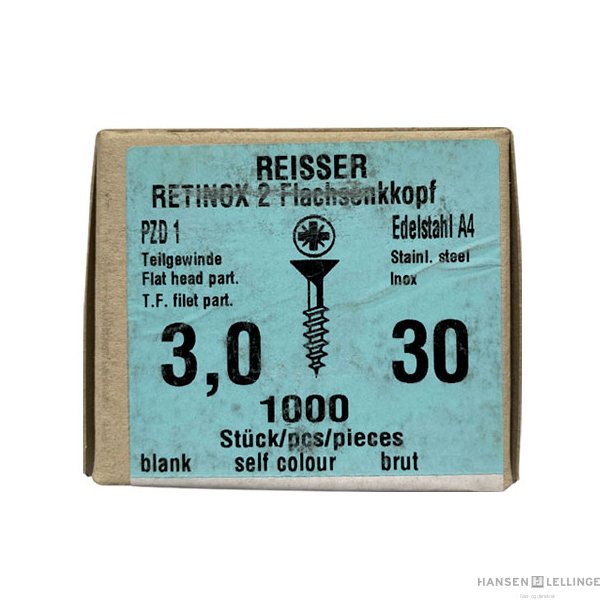 REISSER
RETINOX 2 Flachsenkkopf
PZD 1
Edelstahl A4
Teilgewinde
Stainl. steel
Flat head part.
Inox
T.F. filet part.
3,0
30
1000
Stück/pcs/pieces
blank self colour brut
HANSEN LELLINGE